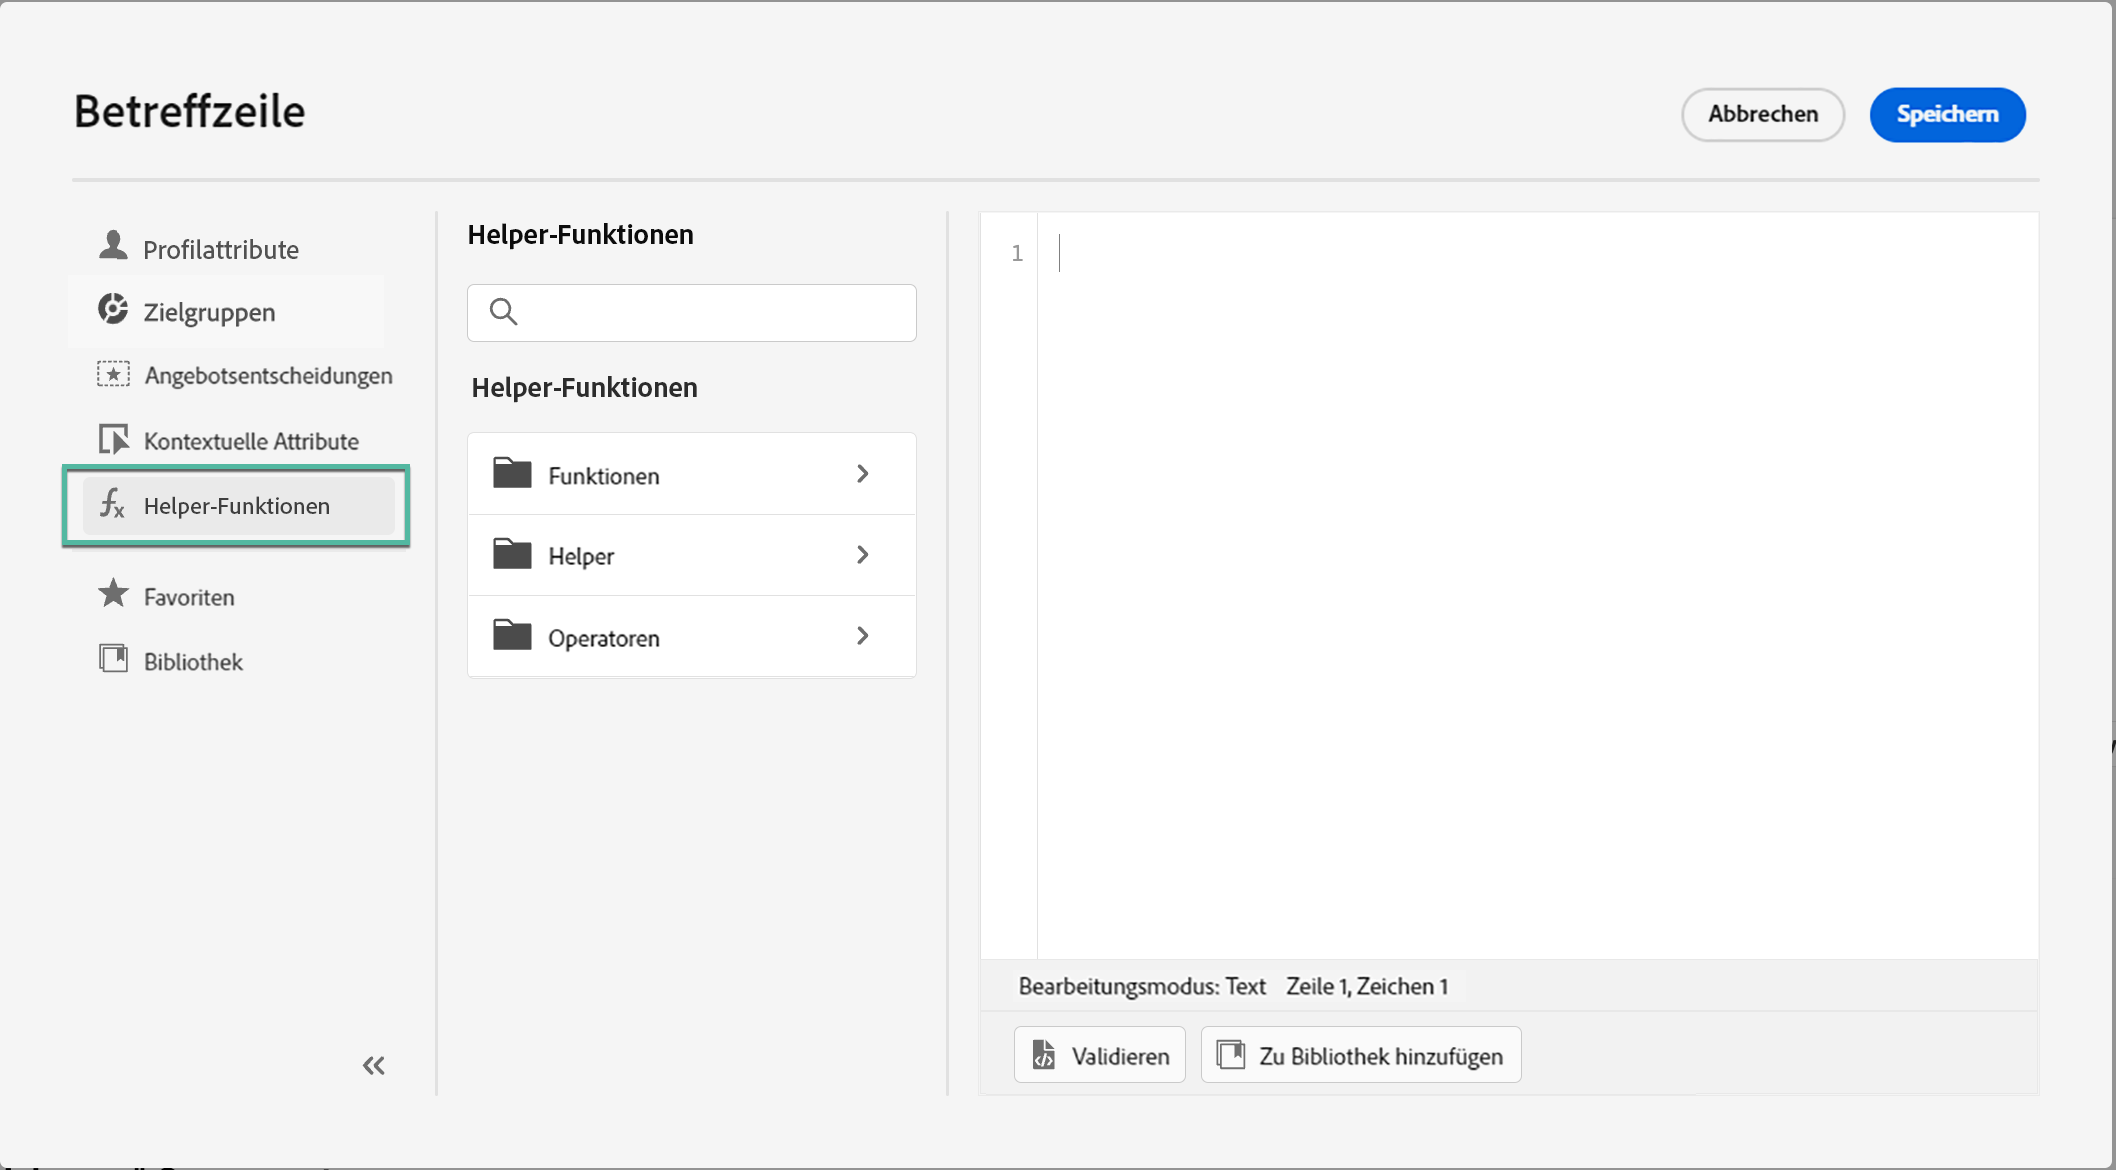 Betreffzeile
Abbrechen
Speichern
Profilattribute
Zielgruppen
Angebotsentscheidungen
Kontextuelle Attribute
Helper-Funktionen
Favoriten
Bibliothek
Helper-Funktionen
Helper-Funktionen
Funktionen
Helper
Operatoren
1
Bearbeitungsmodus: Text Zeile 1, Zeichen 1
Validieren
Zu Bibliothek hinzufügen